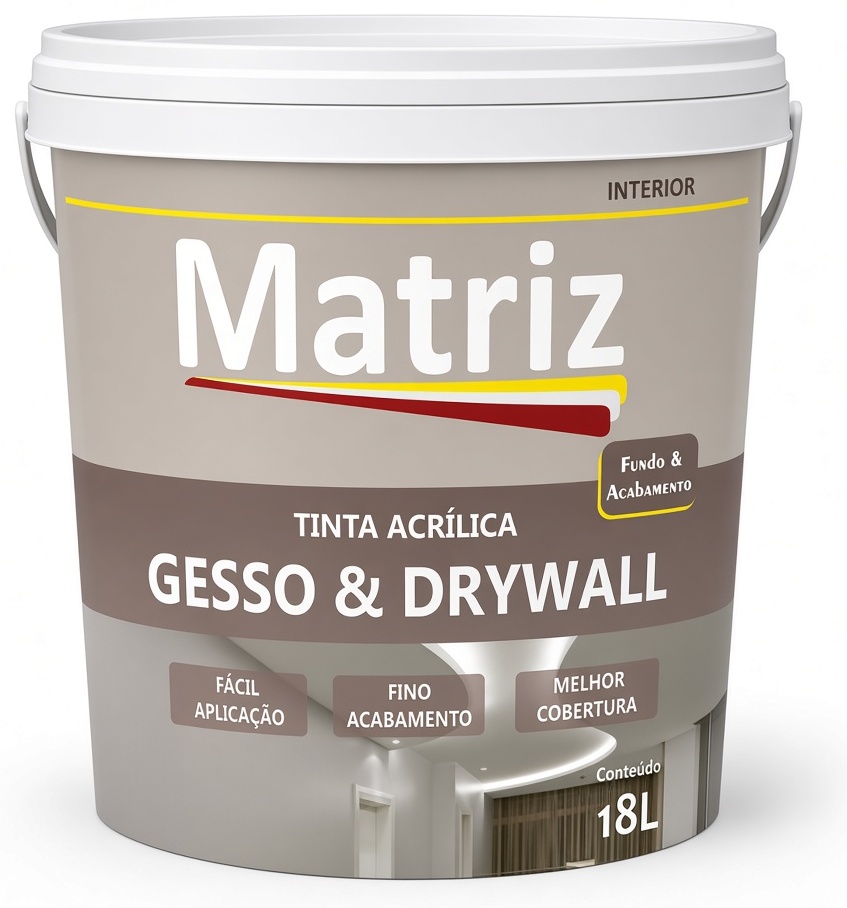 INTERIOR
Matriz
Fundo &
Acabamento
TINTA ACRÍLICA
GESSO & DRYWALL
FÁCIL
APLICAÇÃO
FINO
ACABAMENTO
MELHOR
COBERTURA
Conteúdo
18L